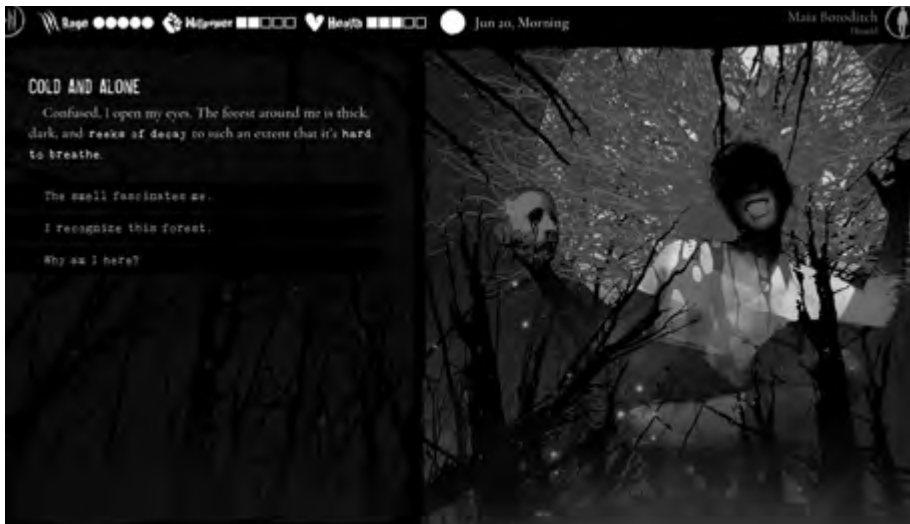 Rage Willpower Health Jun 20, Morning Maia Boroditch
COLD AND ALONE
Confused, I open my eyes. The forest around me is thick,
dark, and reeks of decay to such an extent that it's hard
to breathe.
The smell fascinates me.
I recognize this forest.
Why am I here?